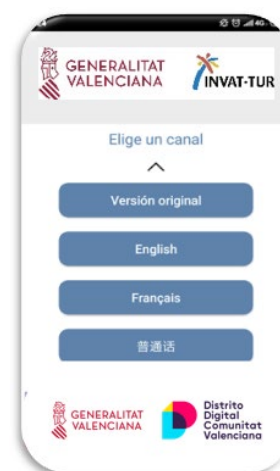 4G
GENERALITAT
VALENCIANA
INVAT·TUR
Elige un canal
Versión original
English
Français
普通话
GENERALITAT
VALENCIANA
Distrito
Digital
Comunitat
Valenciana